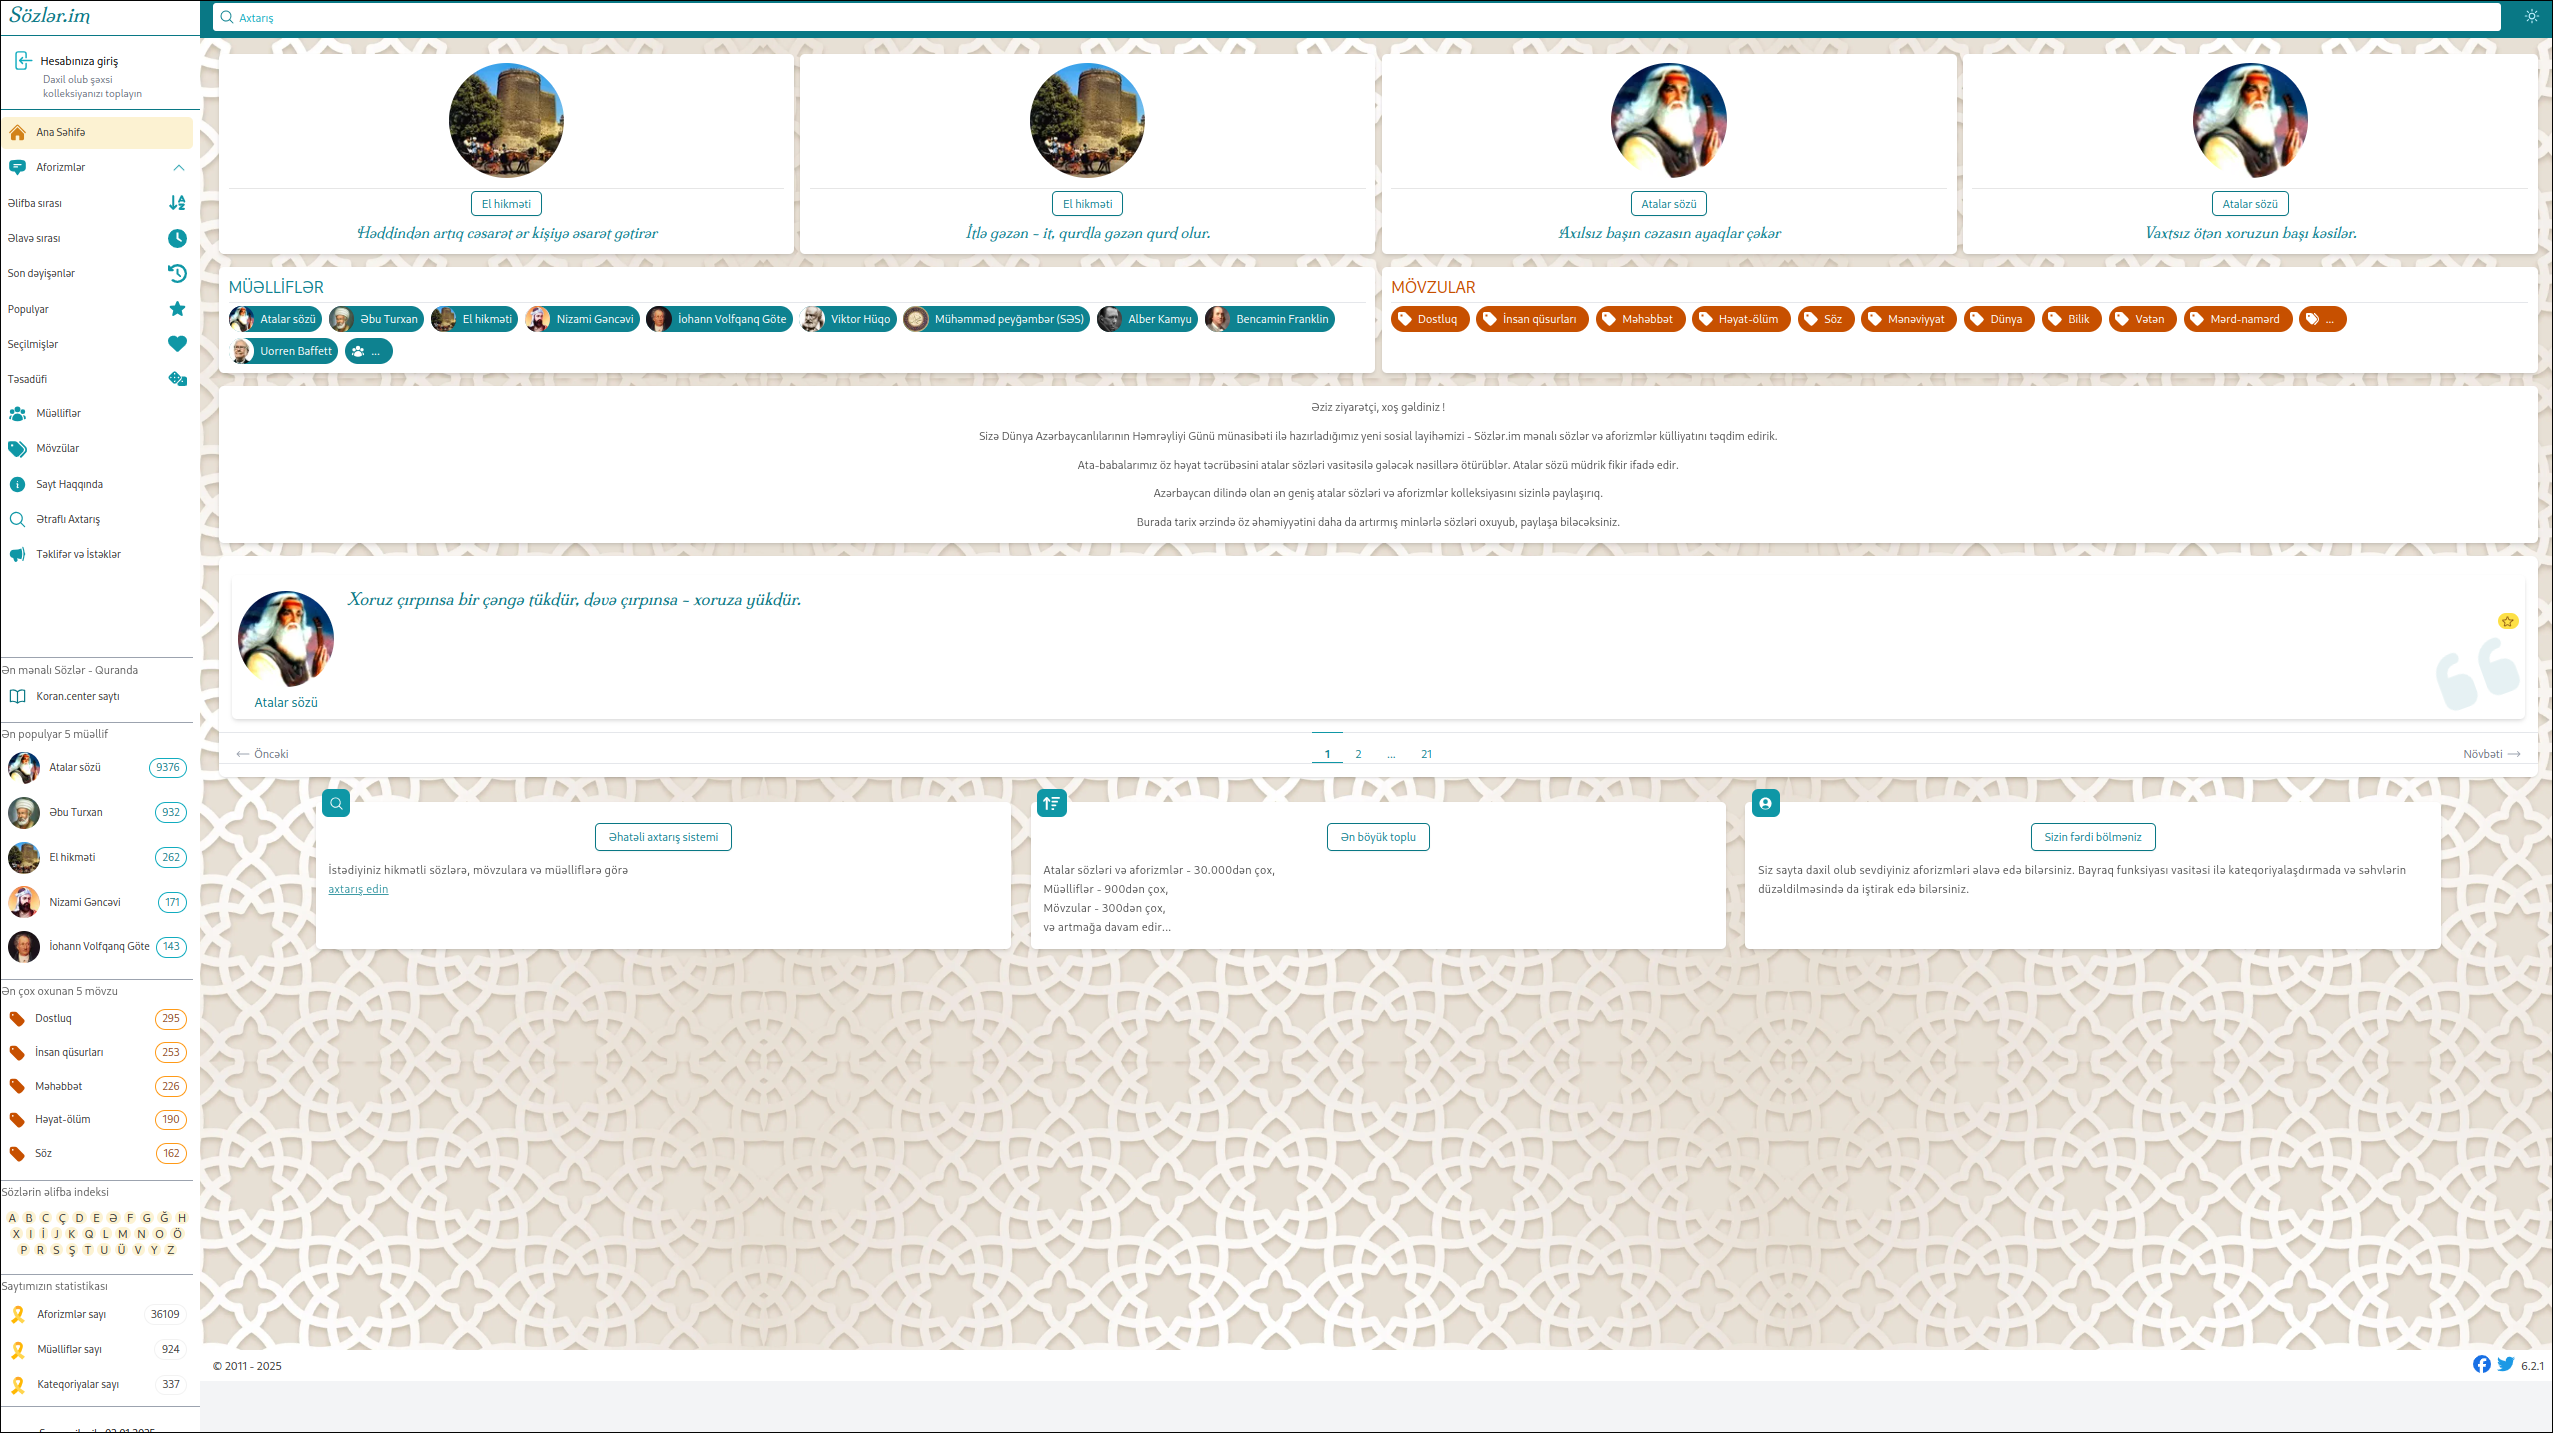 Sözlər.im
Axtarış
Hesabınıza giriş
Daxil olub şəxsi
kolleksiyanızı toplayın
Ana Səhifə
Aforizmlər
Əlifba sırası
Əlavə sırası
Son dəyişənlər
Populyar
Seçilmişlər
Təsadüfi
Müəlliflər
Mövzülar
Sayt Haqqında
Ətraflı Axtarış
Təklifər və İstəklər
Ən mənalı Sözlər - Quranda
Koran.center saytı
Ən populyar 5 müəllif
Atalar sözü 9376
Əbu Turxan 932
El hikməti 262
Nizami Gəncəvi 171
İohann Volfqanq Göte 143
Ən çox oxunan 5 mövzu
Dostluq 295
İnsan qüsurları 253
Məhəbbət 226
Həyat-ölüm 190
Söz 162
Sözlərin əlifba indeksi
A B C Ç D E Ə F G Ğ H
X I İ J K Q L M N O Ö
P R S Ş T U Ü V Y Z
Saytımızın statistikası
Aforizmlər sayı 36109
Müəlliflər sayı 924
Kateqoriyalar sayı 337
El hikməti
Həddindən artıq cəsarət ər kişiyə əsarət gətirər
El hikməti
İtlə gəzən - it, qurdla gəzən qurd olur.
Atalar sözü
Axılsız başın cəzasın ayaqlar çəkər
Atalar sözü
Vaxtsız ötən xoruzun başı kəsilər.
MÜƏLLİFLƏR
Atalar sözü Əbu Turxan El hikməti Nizami Gəncəvi İohann Volfqanq Göte Viktor Hüqo Mühəmməd peyğəmbər (SƏS) Alber Kamyu Bencamin Franklin
Uorren Baffett ...
MÖVZULAR
Dostluq İnsan qüsurları Məhəbbət Həyat-ölüm Söz Mənəviyyat Dünya Bilik Vətən Mərd-namərd ...
Əziz ziyarətçi, xoş gəldiniz !
Sizə Dünya Azərbaycanlılarının Həmrəyliyi Günü münasibəti ilə hazırladığımız yeni sosial layihəmizi - Sözlər.im mənalı sözlər və aforizmlər külliyatını təqdim edirik.
Ata-babalarımız öz həyat təcrübəsini atalar sözləri vasitəsilə gələcək nəsillərə ötürüblər. Atalar sözü müdrik fikir ifadə edir.
Azərbaycan dilində olan ən geniş atalar sözləri və aforizmlər kolleksiyasını sizinlə paylaşırıq.
Burada tarix ərzində öz əhəmiyyətini daha da artırmış minlərlə sözləri oxuyub, paylaşa biləcəksiniz.
Xoruz çırpınsa bir çəngə tükdür, dəvə çırpınsa - xoruza yükdür.
Atalar sözü
Öncəki 1 2 ... 21 Növbəti
Əhatəli axtarış sistemi
İstədiyiniz hikmətli sözlərə, mövzulara və müəlliflərə görə
axtarış edin
Ən böyük toplu
Atalar sözləri və aforizmlər - 30.000dən çox,
Müəlliflər - 900dən çox,
Mövzular - 300dən çox,
və artmağa davam edir...
Sizin fərdi bölməniz
Siz sayta daxil olub sevdiyiniz aforizmləri əlavə edə bilərsiniz. Bayraq funksiyası vasitəsi ilə kateqoriyalaşdırmada və səhvlərin
düzəldilməsində da iştirak edə bilərsiniz.
© 2011 - 2025
6.2.1